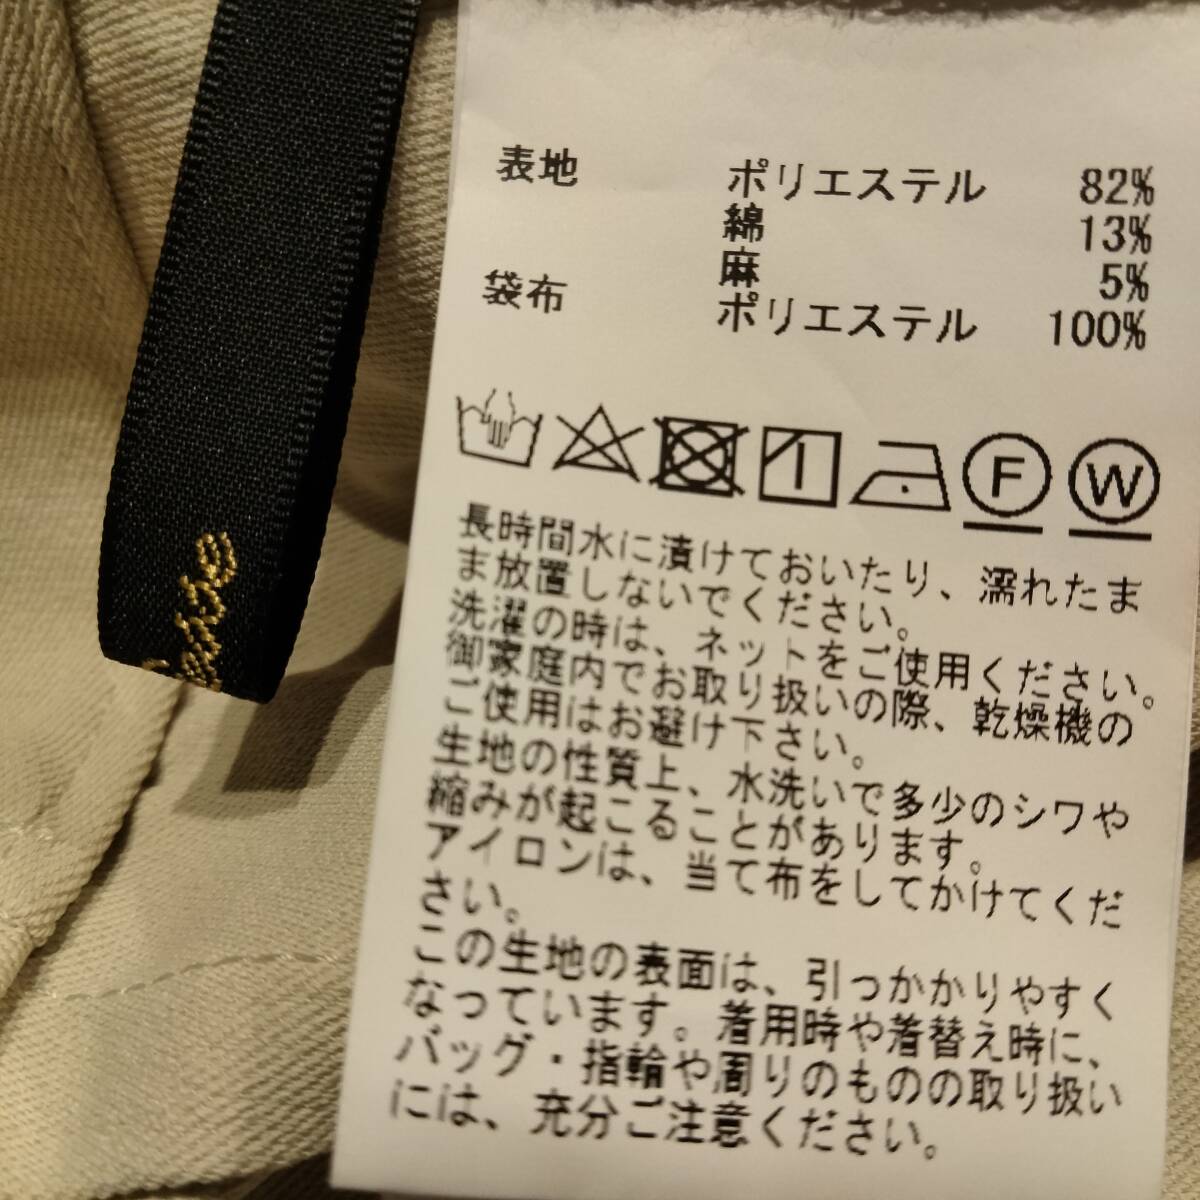 表地 ポリエステル 82%
綿 13%
麻 5%
袋布 ポリエステル 100%
F W
長時間水に漬けておいたり、濡れたま
ま放置しないでください。
洗濯の時は、ネットをご使用ください。
御家庭内でお取り扱いの際、乾燥機の
ご使用はお避け下さい。
生地の性質上、水洗いで多少のシワや
縮みが起こることがあります。
アイロンは、当て布をしてかけてくだ
さい。
この生地の表面は、引っかかりやすく
なっています。着用時や着替え時に、
バッグ・指輪や周りのものの取り扱い
には、充分ご注意ください。